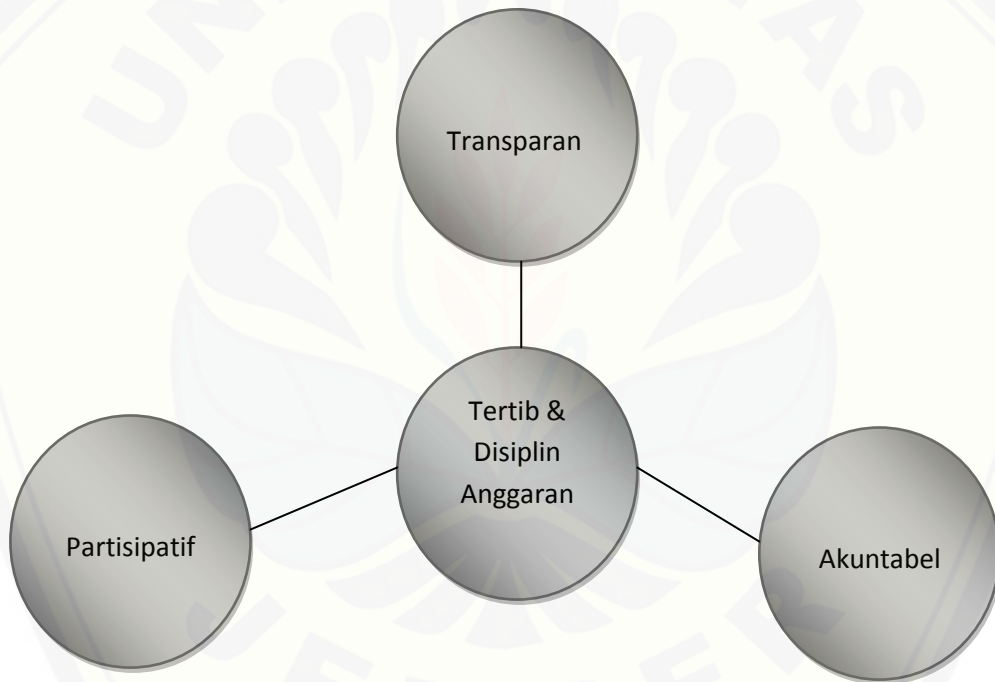 Transparan
Tertib &
Disiplin
Anggaran
Partisipatif
Akuntabel